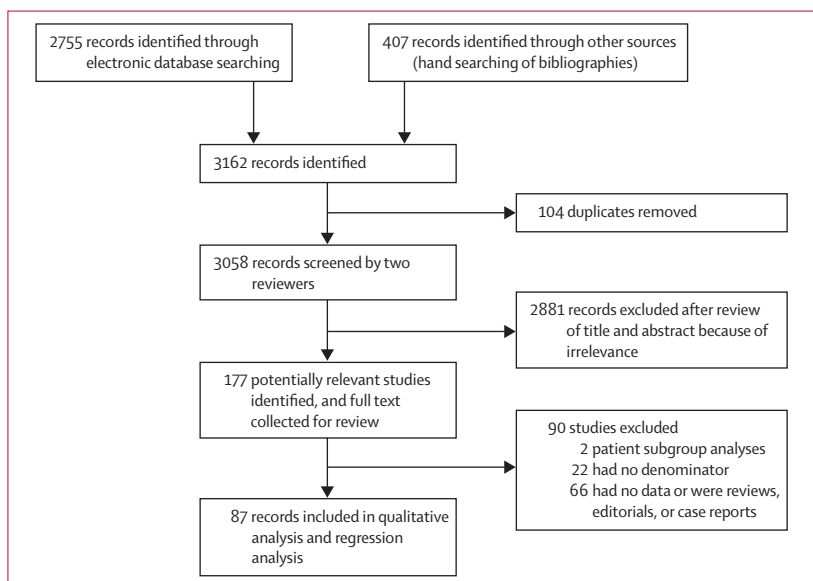 2755 records identified through
electronic database searching
407 records identified through other sources
(hand searching of bibliographies)
3162 records identified
104 duplicates removed
3058 records screened by two
reviewers
2881 records excluded after review
of title and abstract because of
irrelevance
177 potentially relevant studies
identified, and full text
collected for review
90 studies excluded
2 patient subgroup analyses
22 had no denominator
66 had no data or were reviews,
editorials, or case reports
87 records included in qualitative
analysis and regression
analysis